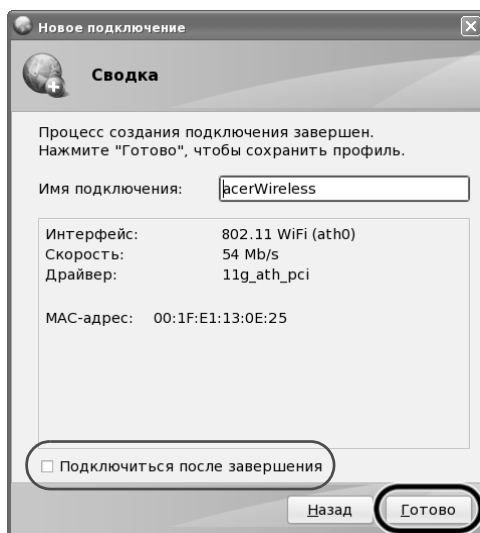 Новое подключение
Сводка
Процесс создания подключения завершен.
Нажмите "Готово", чтобы сохранить профиль.
Имя подключения: acerWireless
Интерфейс: 802.11 WiFi (ath0)
Скорость: 54 Mb/s
Драйвер: 11g_ath_pci
MAC-адрес: 00:1F:E1:13:0E:25
Подключиться после завершения
Назад Готово